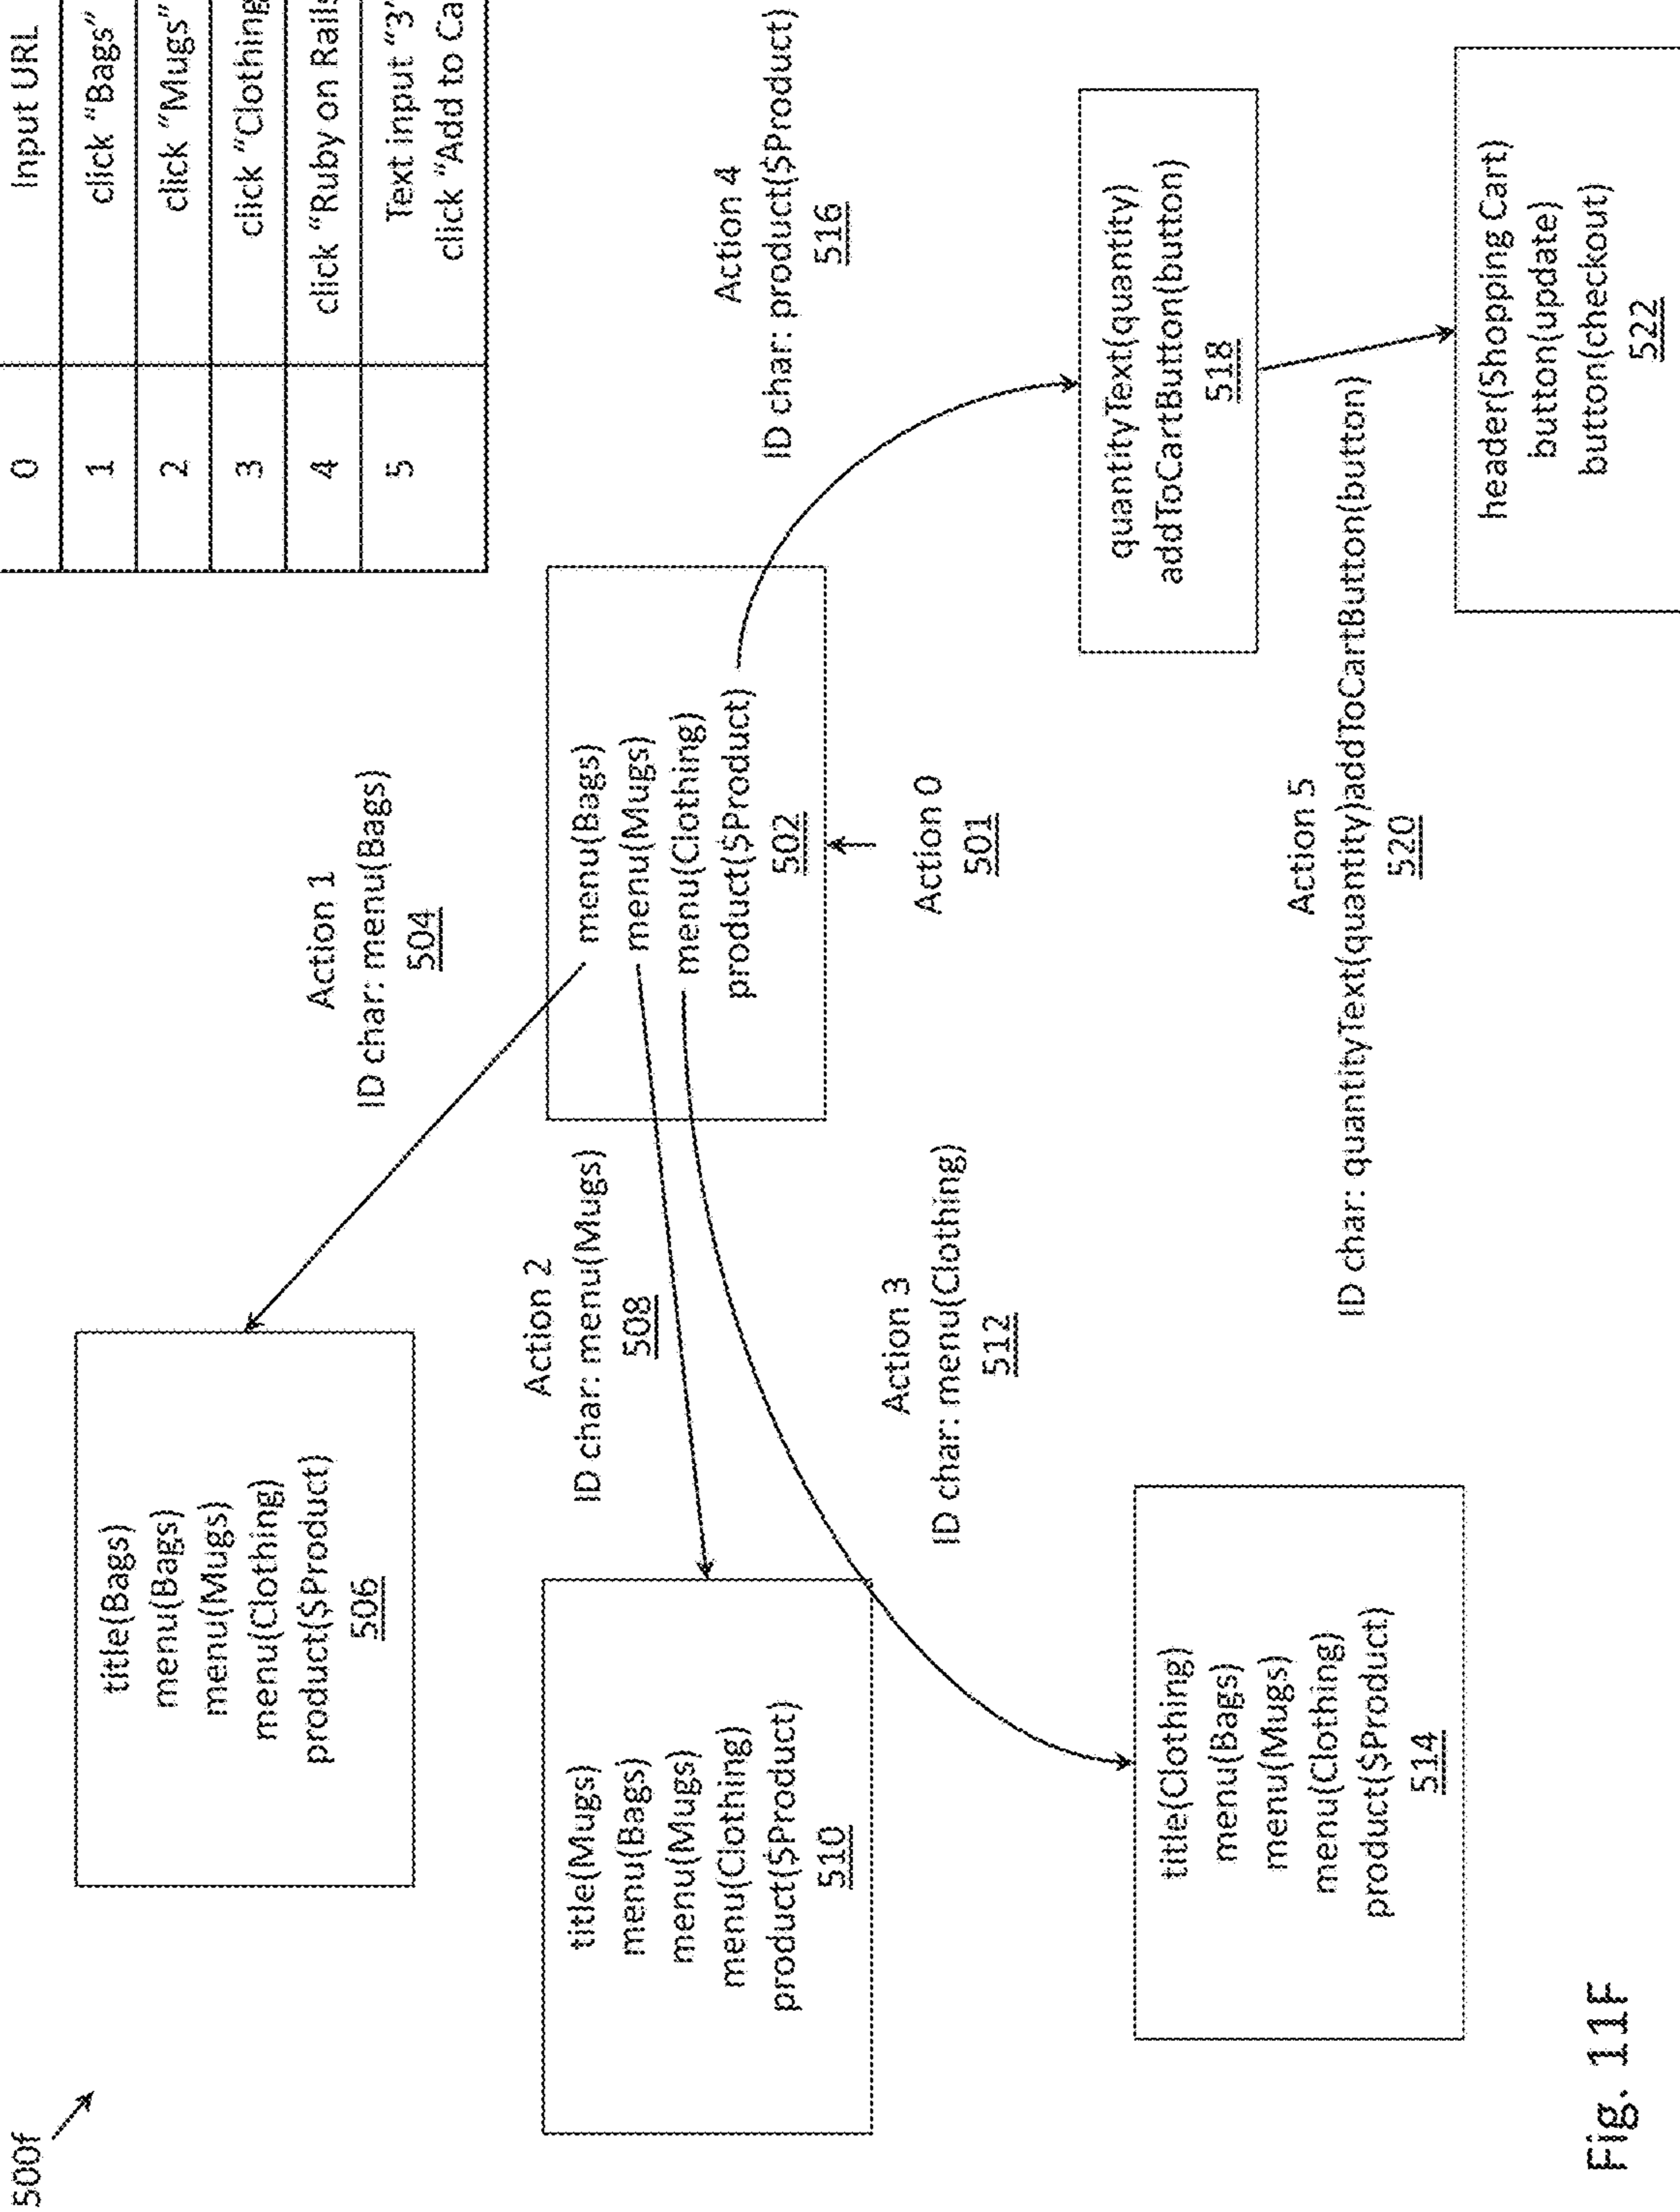 500f
0 Input URL
1 click “Bags”
2 click “Mugs”
3 click “Clothing
4 click “Ruby on Rails
5 Text input “3”
click “Add to Ca
title(Bags)
menu(Bags)
menu(Mugs)
menu(Clothing)
product($Product)
506
Action 1
ID char: menu(Bags)
504
Action 2
ID char: menu(Mugs)
508
menu(Bags)
menu(Mugs)
menu(Clothing)
product($Product)
502
title(Mugs)
menu(Bags)
menu(Mugs)
menu(Clothing)
product($Product)
510
Action 4
ID char: product($Product)
516
Action 0
501
Action 3
ID char: menu(Clothing)
512
quantityText(quantity)
addToCartButton(button)
518
title(Clothing)
menu(Bags)
menu(Mugs)
menu(Clothing)
product($Product)
514
Action 5
ID char: quantityText(quantity)addToCartButton(button)
520
header(Shopping Cart)
button(update)
button(checkout)
522
Fig. 11F